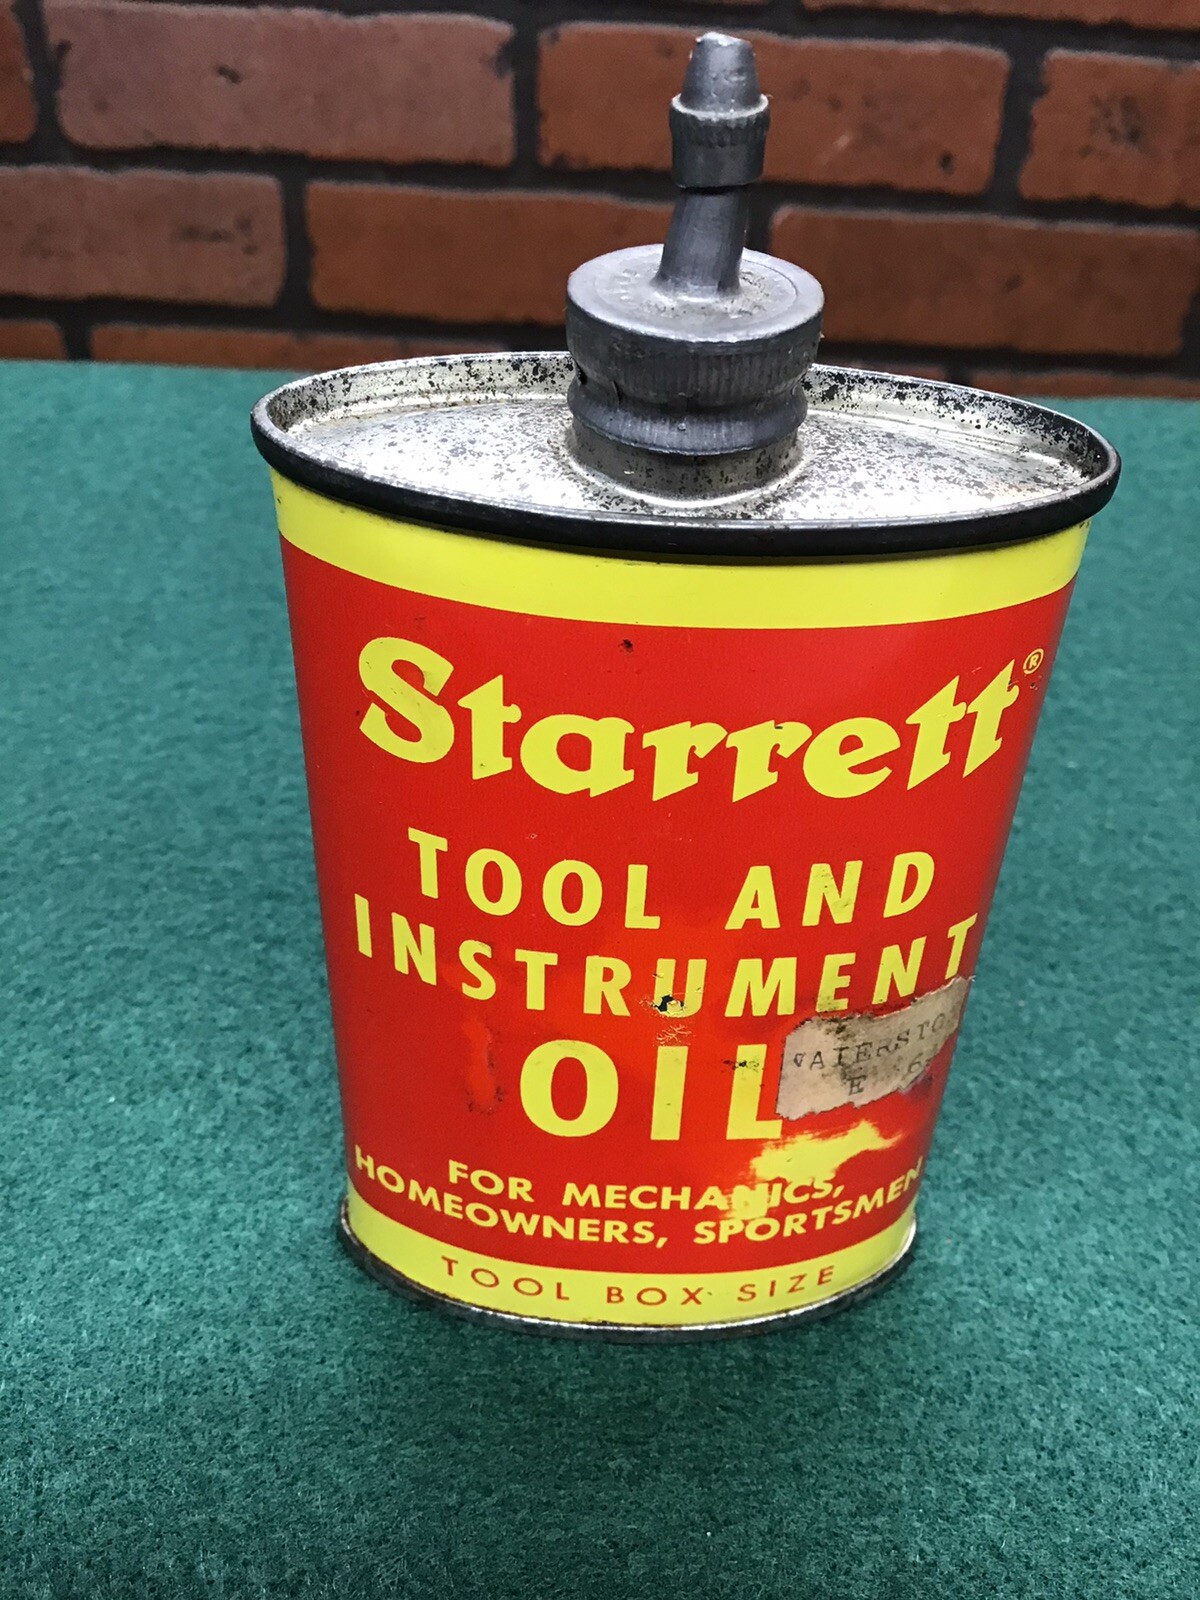 Starrett®
TOOL AND
INSTRUMENT
OIL
FOR MECHANICS,
HOMEOWNERS, SPORTSMEN
TOOL BOX SIZE